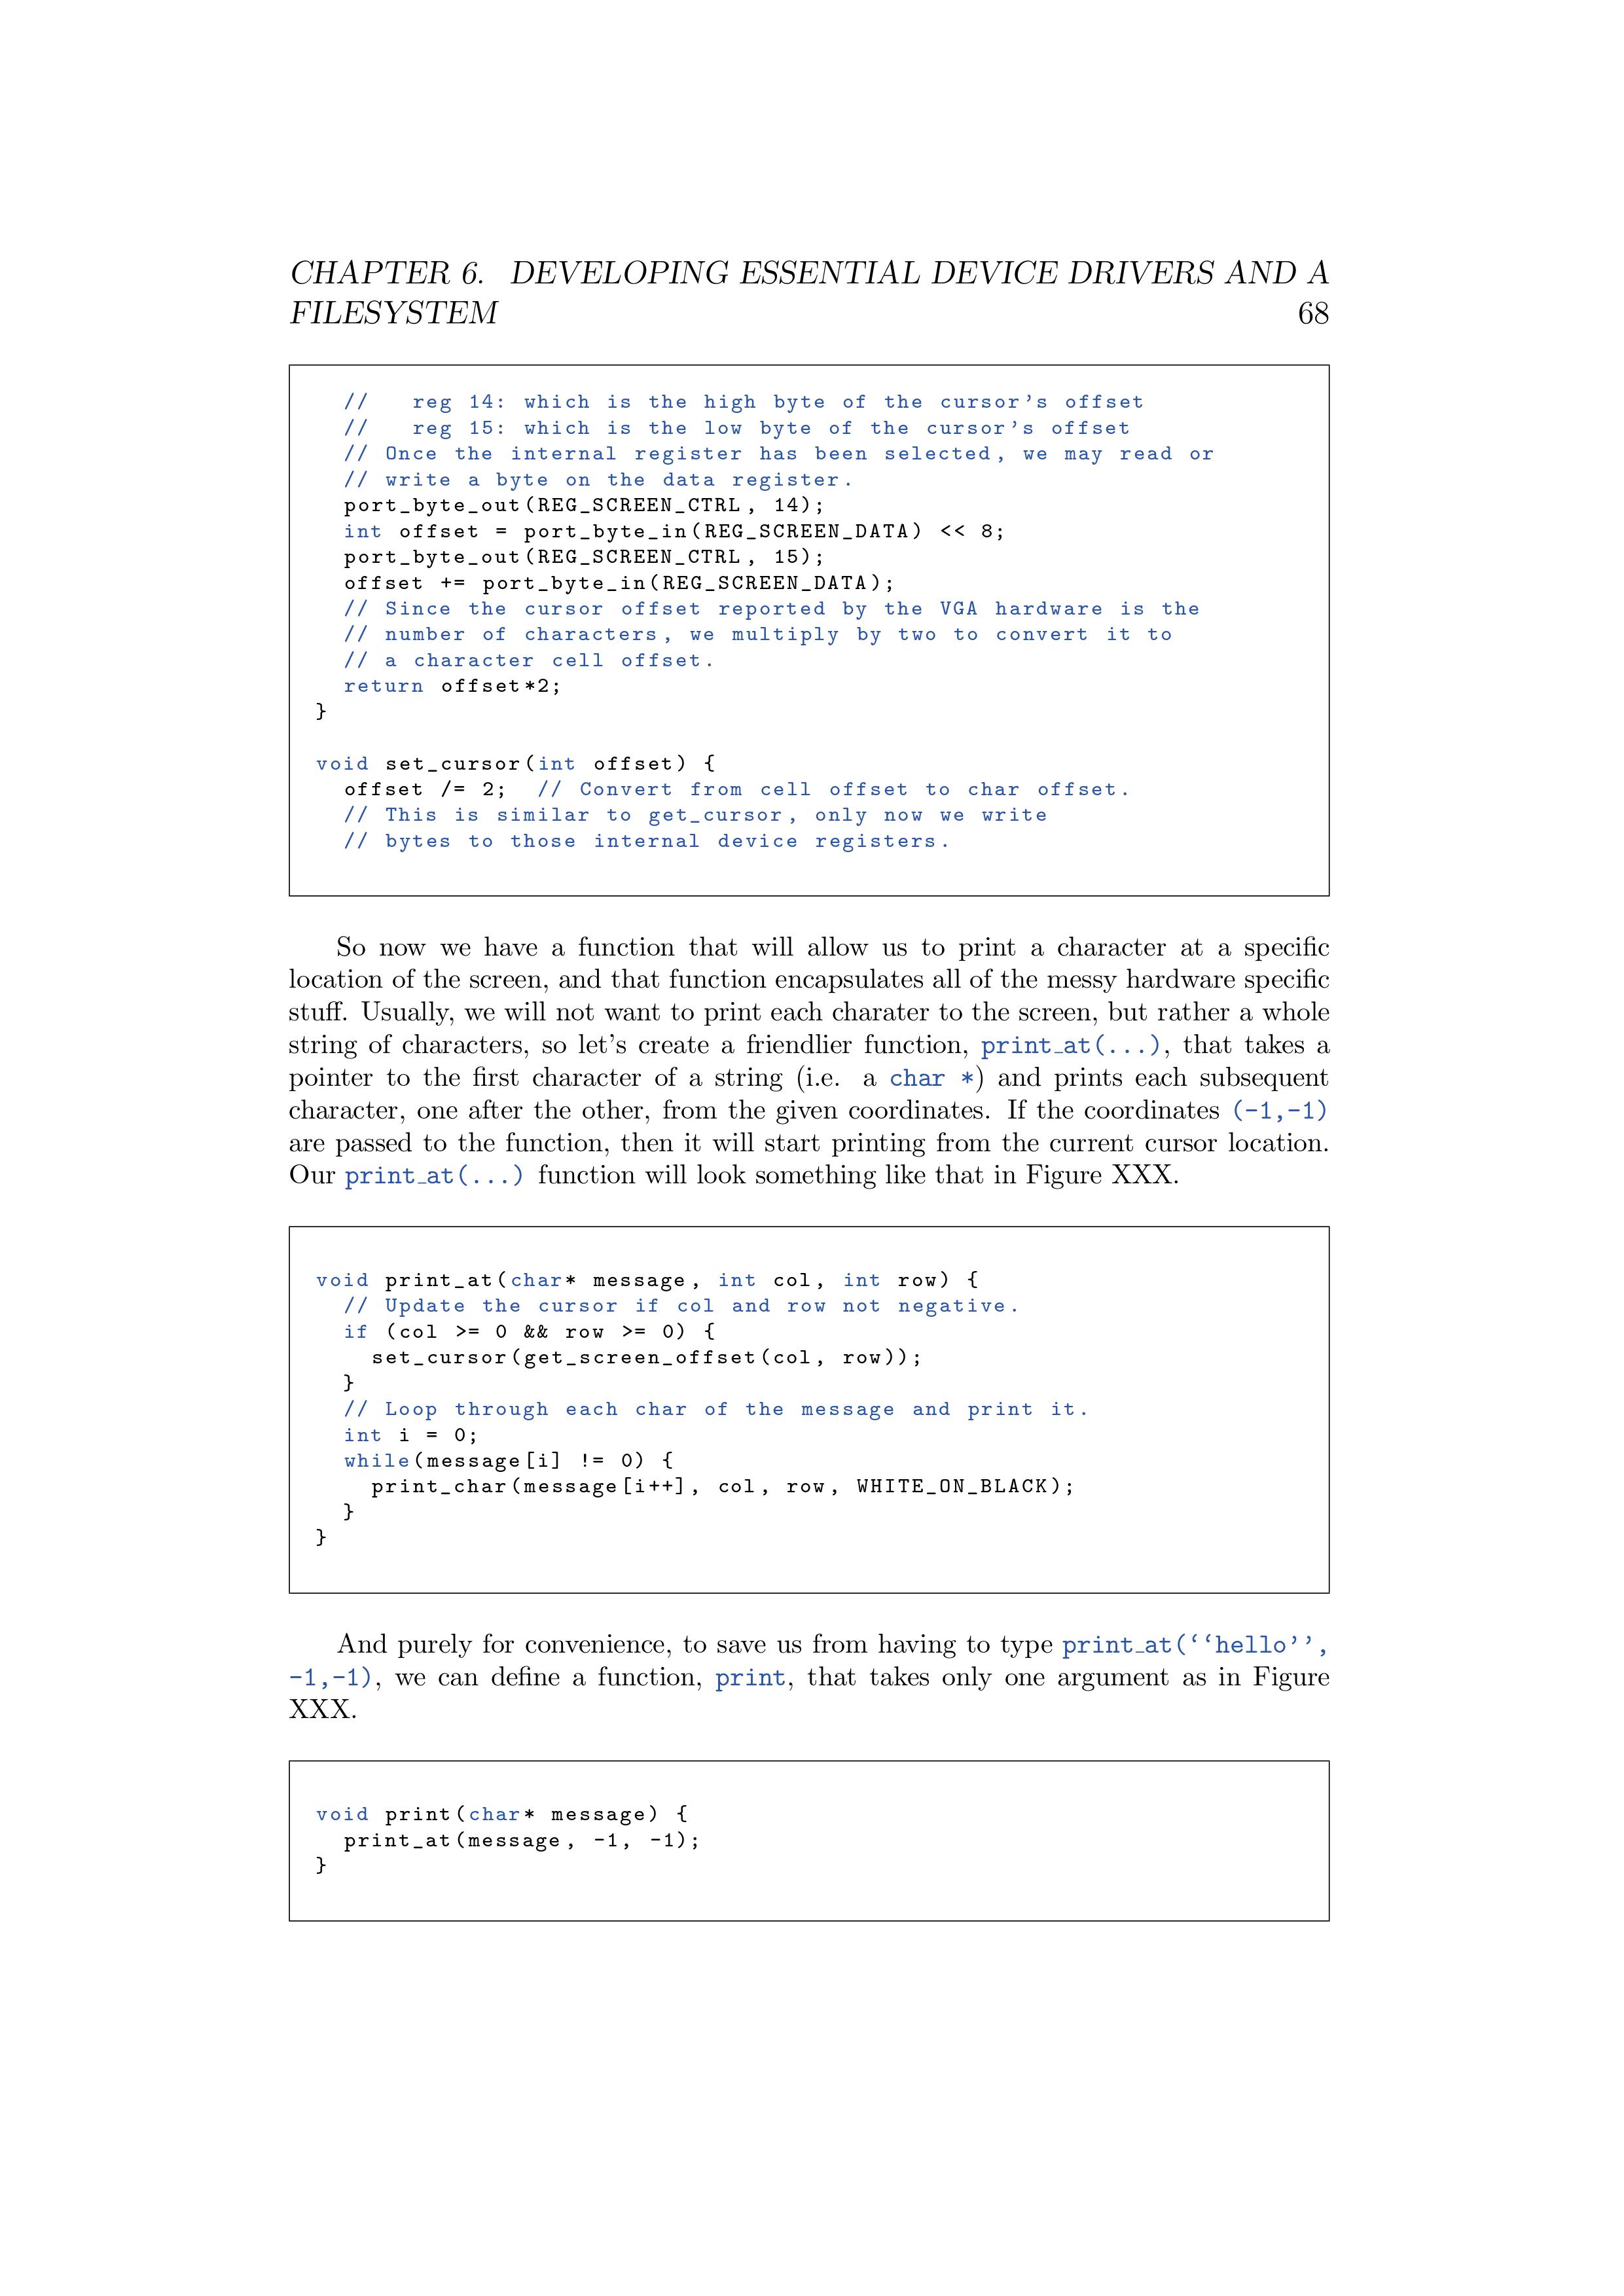 CHAPTER 6. DEVELOPING ESSENTIAL DEVICE DRIVERS AND A
FILESYSTEM 68
//   reg 14: which is the high byte of the cursor's offset
//   reg 15: which is the low byte of the cursor's offset
// Once the internal register has been selected, we may read or
// write a byte on the data register.
port_byte_out(REG_SCREEN_CTRL, 14);
int offset = port_byte_in(REG_SCREEN_DATA) << 8;
port_byte_out(REG_SCREEN_CTRL, 15);
offset += port_byte_in(REG_SCREEN_DATA);
// Since the cursor offset reported by the VGA hardware is the
// number of characters, we multiply by two to convert it to
// a character cell offset.
return offset*2;
}
void set_cursor(int offset) {
offset /= 2;  // Convert from cell offset to char offset.
// This is similar to get_cursor, only now we write
// bytes to those internal device registers.
So now we have a function that will allow us to print a character at a specific
location of the screen, and that function encapsulates all of the messy hardware specific
stuff. Usually, we will not want to print each charater to the screen, but rather a whole
string of characters, so let's create a friendlier function, print_at(...), that takes a
pointer to the first character of a string (i.e. a char *) and prints each subsequent
character, one after the other, from the given coordinates. If the coordinates (-1,-1)
are passed to the function, then it will start printing from the current cursor location.
Our print_at(...) function will look something like that in Figure XXX.
void print_at(char* message, int col, int row) {
// Update the cursor if col and row not negative.
if (col >= 0 && row >= 0) {
set_cursor(get_screen_offset(col, row));
}
// Loop through each char of the message and print it.
int i = 0;
while(message[i] != 0) {
print_char(message[i++], col, row, WHITE_ON_BLACK);
}
}
And purely for convenience, to save us from having to type print_at(‘‘hello’’,
-1,-1), we can define a function, print, that takes only one argument as in Figure
XXX.
void print(char* message) {
print_at(message, -1, -1);
}